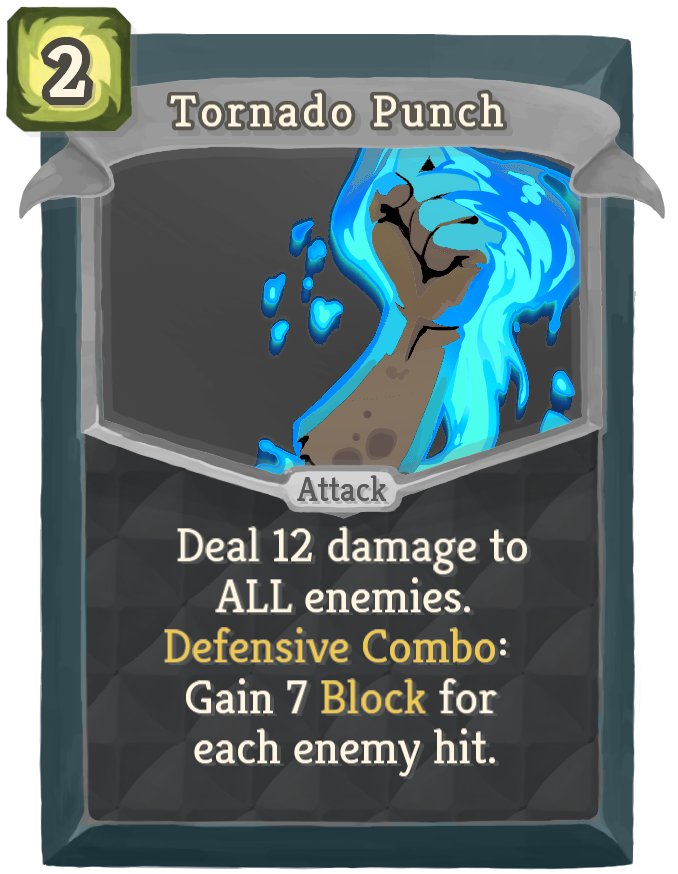 2
Tornado Punch
Attack
Deal 12 damage to
ALL enemies.
Defensive Combo:
Gain 7 Block for
each enemy hit.